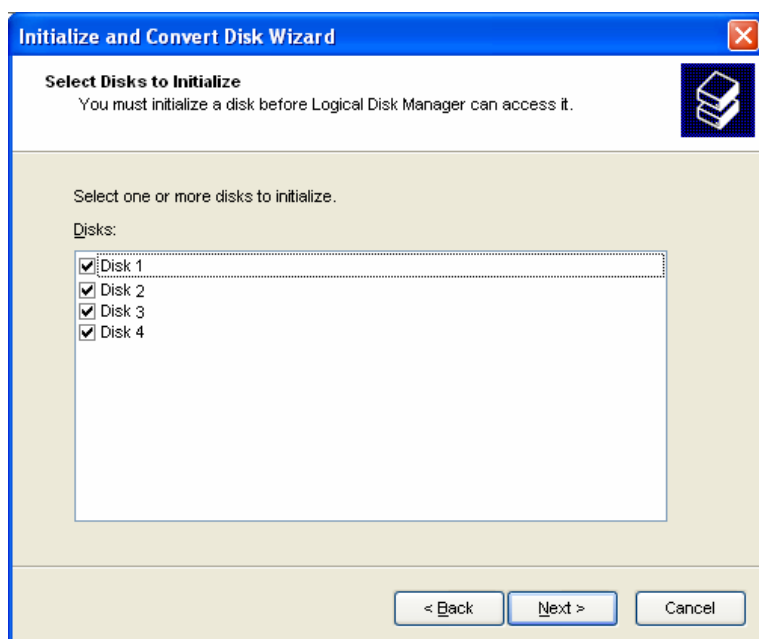 Initialize and Convert Disk Wizard
Select Disks to Initialize
You must initialize a disk before Logical Disk Manager can access it.
Select one or more disks to initialize.
Disks:
Disk 1
Disk 2
Disk 3
Disk 4
< Back Next > Cancel